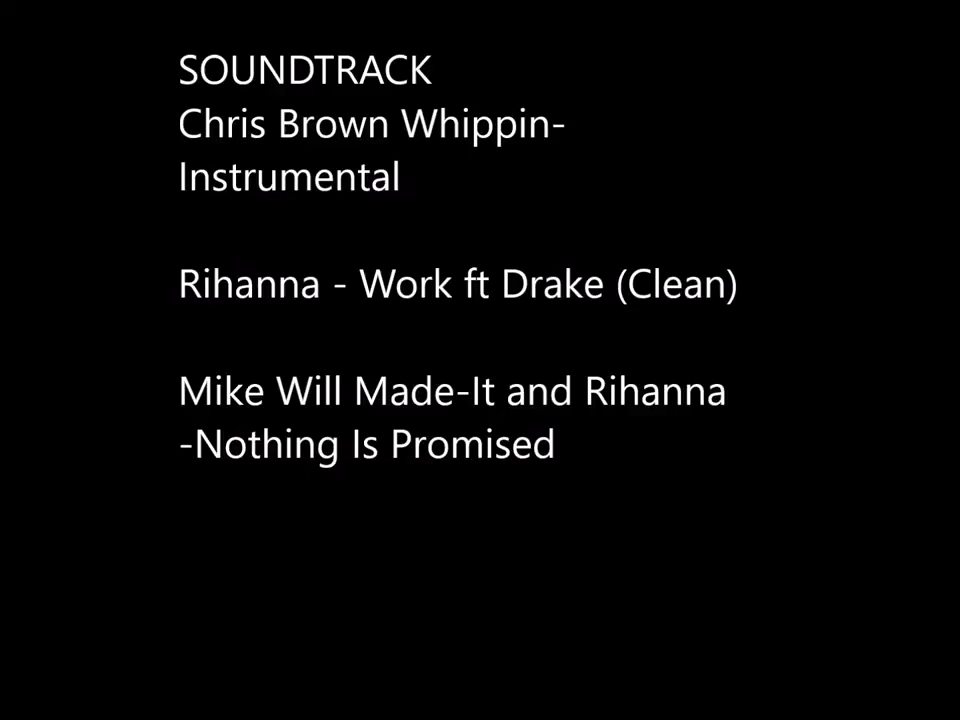 SOUNDTRACK
Chris Brown Whippin-
Instrumental
Rihanna - Work ft Drake (Clean)
Mike Will Made-It and Rihanna
-Nothing Is Promised